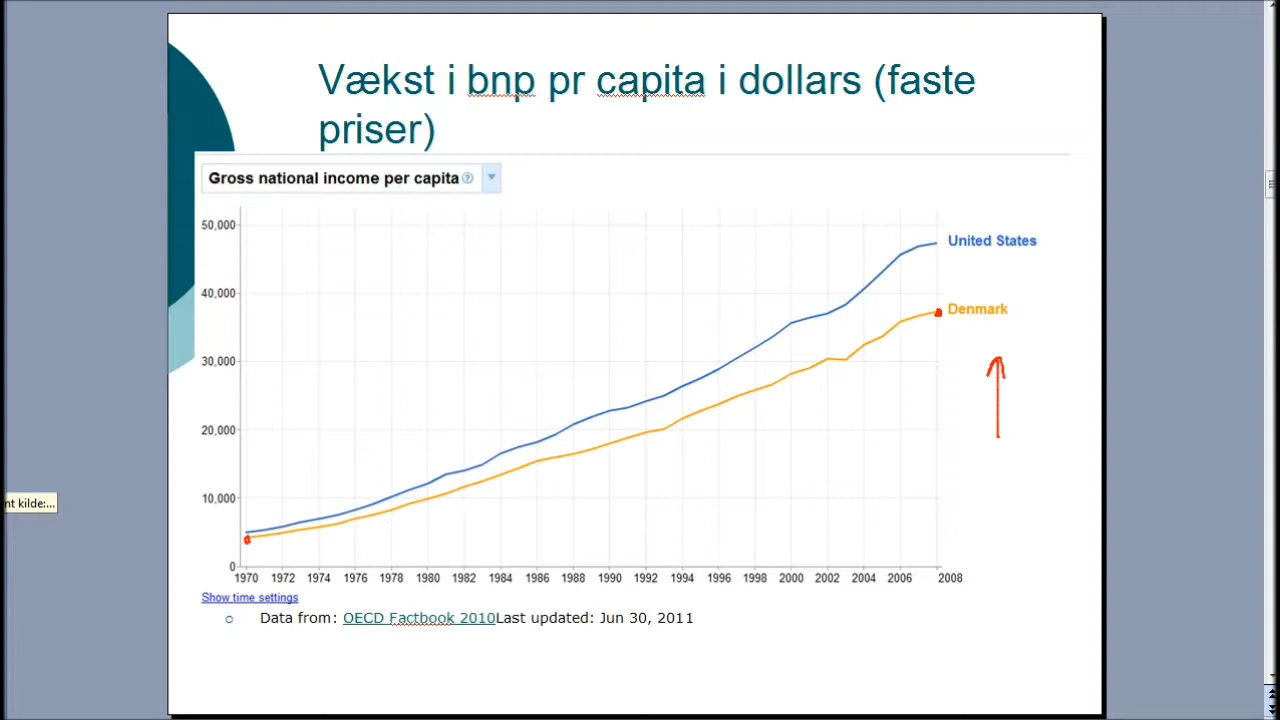 Vækst i bnp pr capita i dollars (faste
priser)
Gross national income per capita
50,000
United States
40,000
Denmark
30,000
20,000
10,000
nt kilde:...
0
1970 1972 1974 1976 1978 1980 1982 1984 1986 1988 1990 1992 1994 1996 1998 2000 2002 2004 2006 2008
Show time settings
Data from: OECD Factbook 2010Last updated: Jun 30, 2011